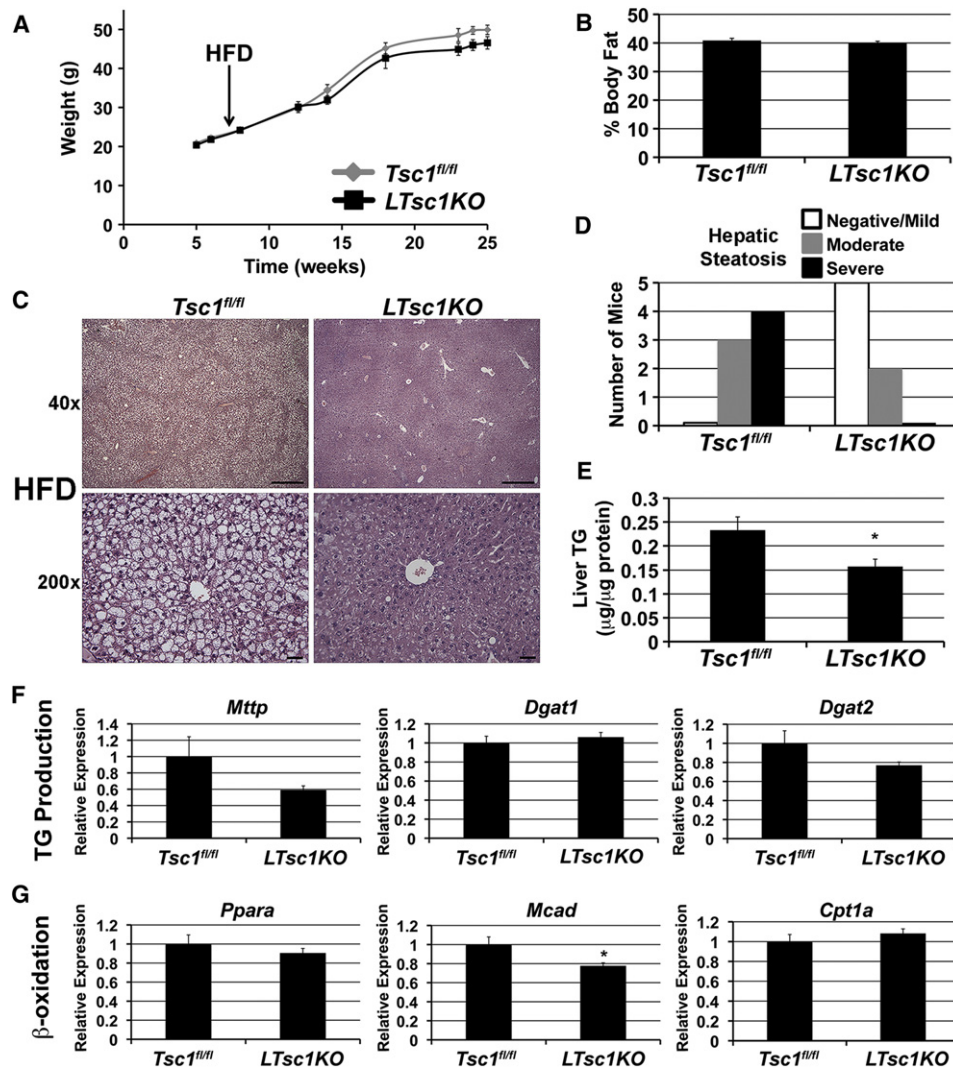 A
Weight (g)
60
50
40
30
20
10
0
HFD
Tsc1fl/fl
LTsc1KO
0 5 10 15 20 25
Time (weeks)
B
% Body Fat
50
40
30
20
10
0
Tsc1fl/fl LTsc1KO
C
Tsc1fl/fl LTsc1KO
40x
HFD
200x
D
Hepatic
Steatosis
Negative/Mild
Moderate
Severe
Number of Mice
5
4
3
2
1
0
Tsc1fl/fl LTsc1KO
E
Liver TG
(µg/µg protein)
0.3
0.25
0.2
0.15
0.1
0.05
0
*
Tsc1fl/fl LTsc1KO
F
TG Production
Mttp
Relative Expression
1.4
1.2
1
0.8
0.6
0.4
0.2
0
Tsc1fl/fl LTsc1KO
Dgat1
Relative Expression
1.2
1
0.8
0.6
0.4
0.2
0
Tsc1fl/fl LTsc1KO
Dgat2
Relative Expression
1.2
1
0.8
0.6
0.4
0.2
0
Tsc1fl/fl LTsc1KO
G
β-oxidation
Ppara
Relative Expression
1.2
1
0.8
0.6
0.4
0.2
0
Tsc1fl/fl LTsc1KO
Mcad
Relative Expression
1.2
1
0.8
0.6
0.4
0.2
0
*
Tsc1fl/fl LTsc1KO
Cpt1a
Relative Expression
1.2
1
0.8
0.6
0.4
0.2
0
Tsc1fl/fl LTsc1KO